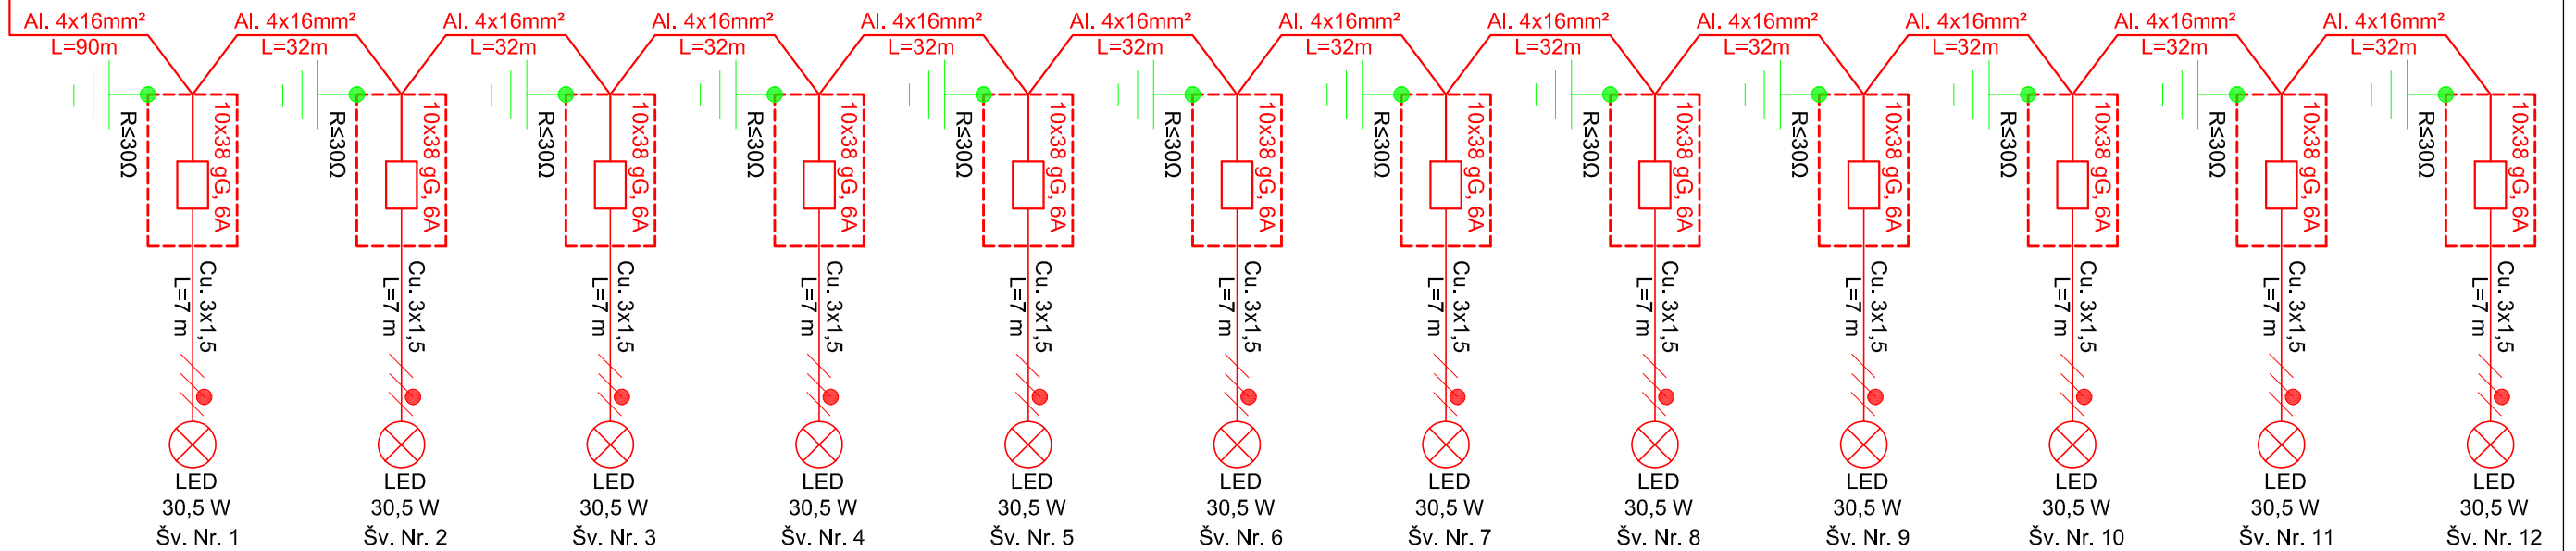 Al. 4x16mm² Al. 4x16mm² Al. 4x16mm² Al. 4x16mm² Al. 4x16mm² Al. 4x16mm² Al. 4x16mm² Al. 4x16mm² Al. 4x16mm² Al. 4x16mm² Al. 4x16mm² Al. 4x16mm²
L=90m L=32m L=32m L=32m L=32m L=32m L=32m L=32m L=32m L=32m L=32m L=32m
R≤30Ω 10x38 gG, 6A R≤30Ω 10x38 gG, 6A R≤30Ω 10x38 gG, 6A R≤30Ω 10x38 gG, 6A R≤30Ω 10x38 gG, 6A R≤30Ω 10x38 gG, 6A R≤30Ω 10x38 gG, 6A R≤30Ω 10x38 gG, 6A R≤30Ω 10x38 gG, 6A R≤30Ω 10x38 gG, 6A R≤30Ω 10x38 gG, 6A R≤30Ω 10x38 gG, 6A
Cu. 3x1,5 Cu. 3x1,5 Cu. 3x1,5 Cu. 3x1,5 Cu. 3x1,5 Cu. 3x1,5 Cu. 3x1,5 Cu. 3x1,5 Cu. 3x1,5 Cu. 3x1,5 Cu. 3x1,5 Cu. 3x1,5
L=7 m L=7 m L=7 m L=7 m L=7 m L=7 m L=7 m L=7 m L=7 m L=7 m L=7 m L=7 m
LED LED LED LED LED LED LED LED LED LED LED LED
30,5 W 30,5 W 30,5 W 30,5 W 30,5 W 30,5 W 30,5 W 30,5 W 30,5 W 30,5 W 30,5 W 30,5 W
Šv. Nr. 1 Šv. Nr. 2 Šv. Nr. 3 Šv. Nr. 4 Šv. Nr. 5 Šv. Nr. 6 Šv. Nr. 7 Šv. Nr. 8 Šv. Nr. 9 Šv. Nr. 10 Šv. Nr. 11 Šv. Nr. 12